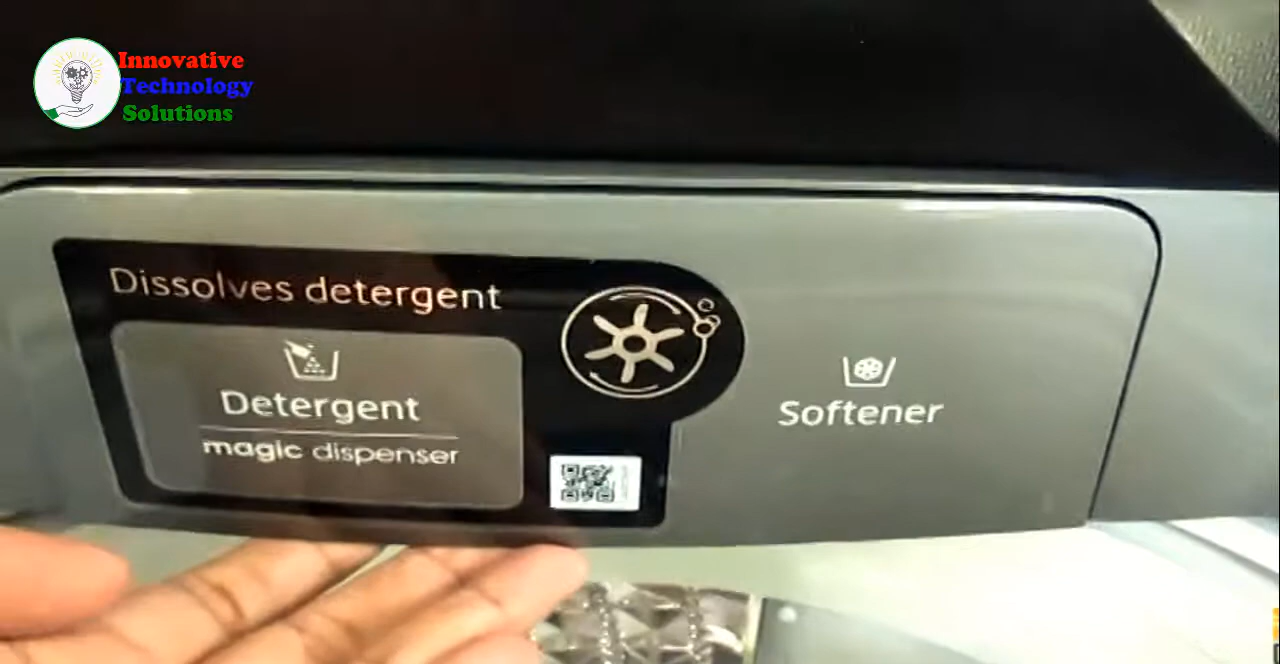 Innovative
Technology
Solutions
Dissolves detergent
Detergent
magic dispenser
Softener